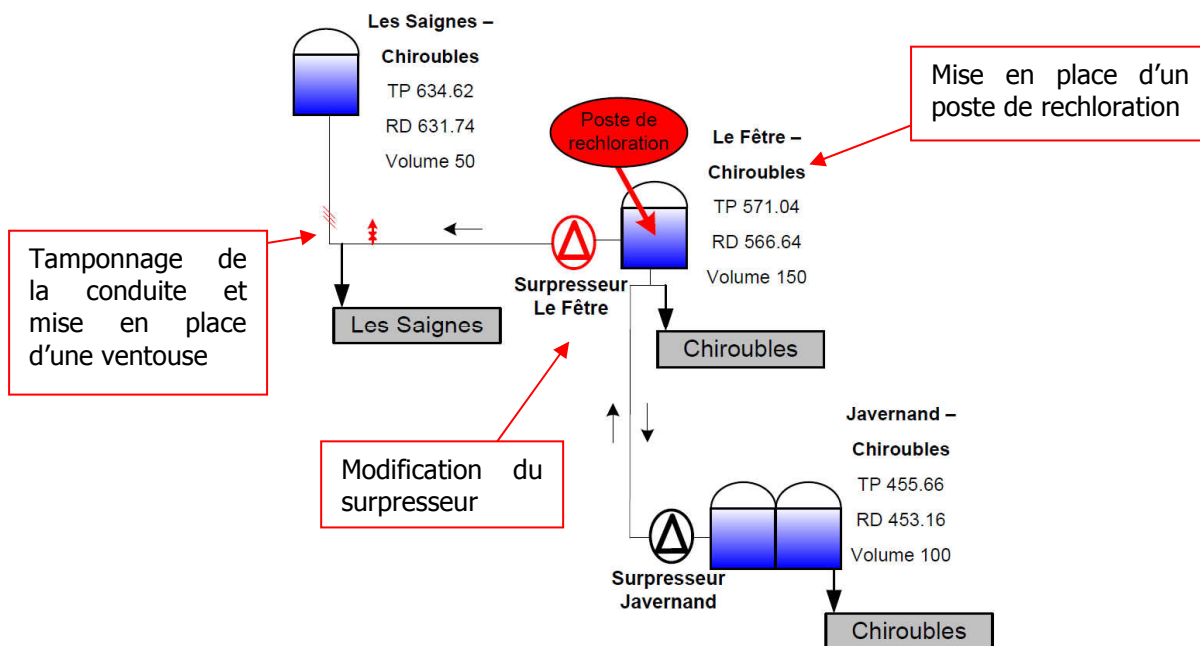 Les Saignes –
Chiroubles
TP 634.62
RD 631.74
Volume 50
Mise en place d'un
poste de rechloration
Poste de
rechloration
Le Fêtre –
Chiroubles
TP 571.04
RD 566.64
Volume 150
Tamponnage de
la conduite et
mise en place
d'une ventouse
Surpresseur
Le Fêtre
Les Saignes
Chiroubles
Modification du
surpresseur
Javernand –
Chiroubles
TP 455.66
RD 453.16
Volume 100
Surpresseur
Javernand
Chiroubles